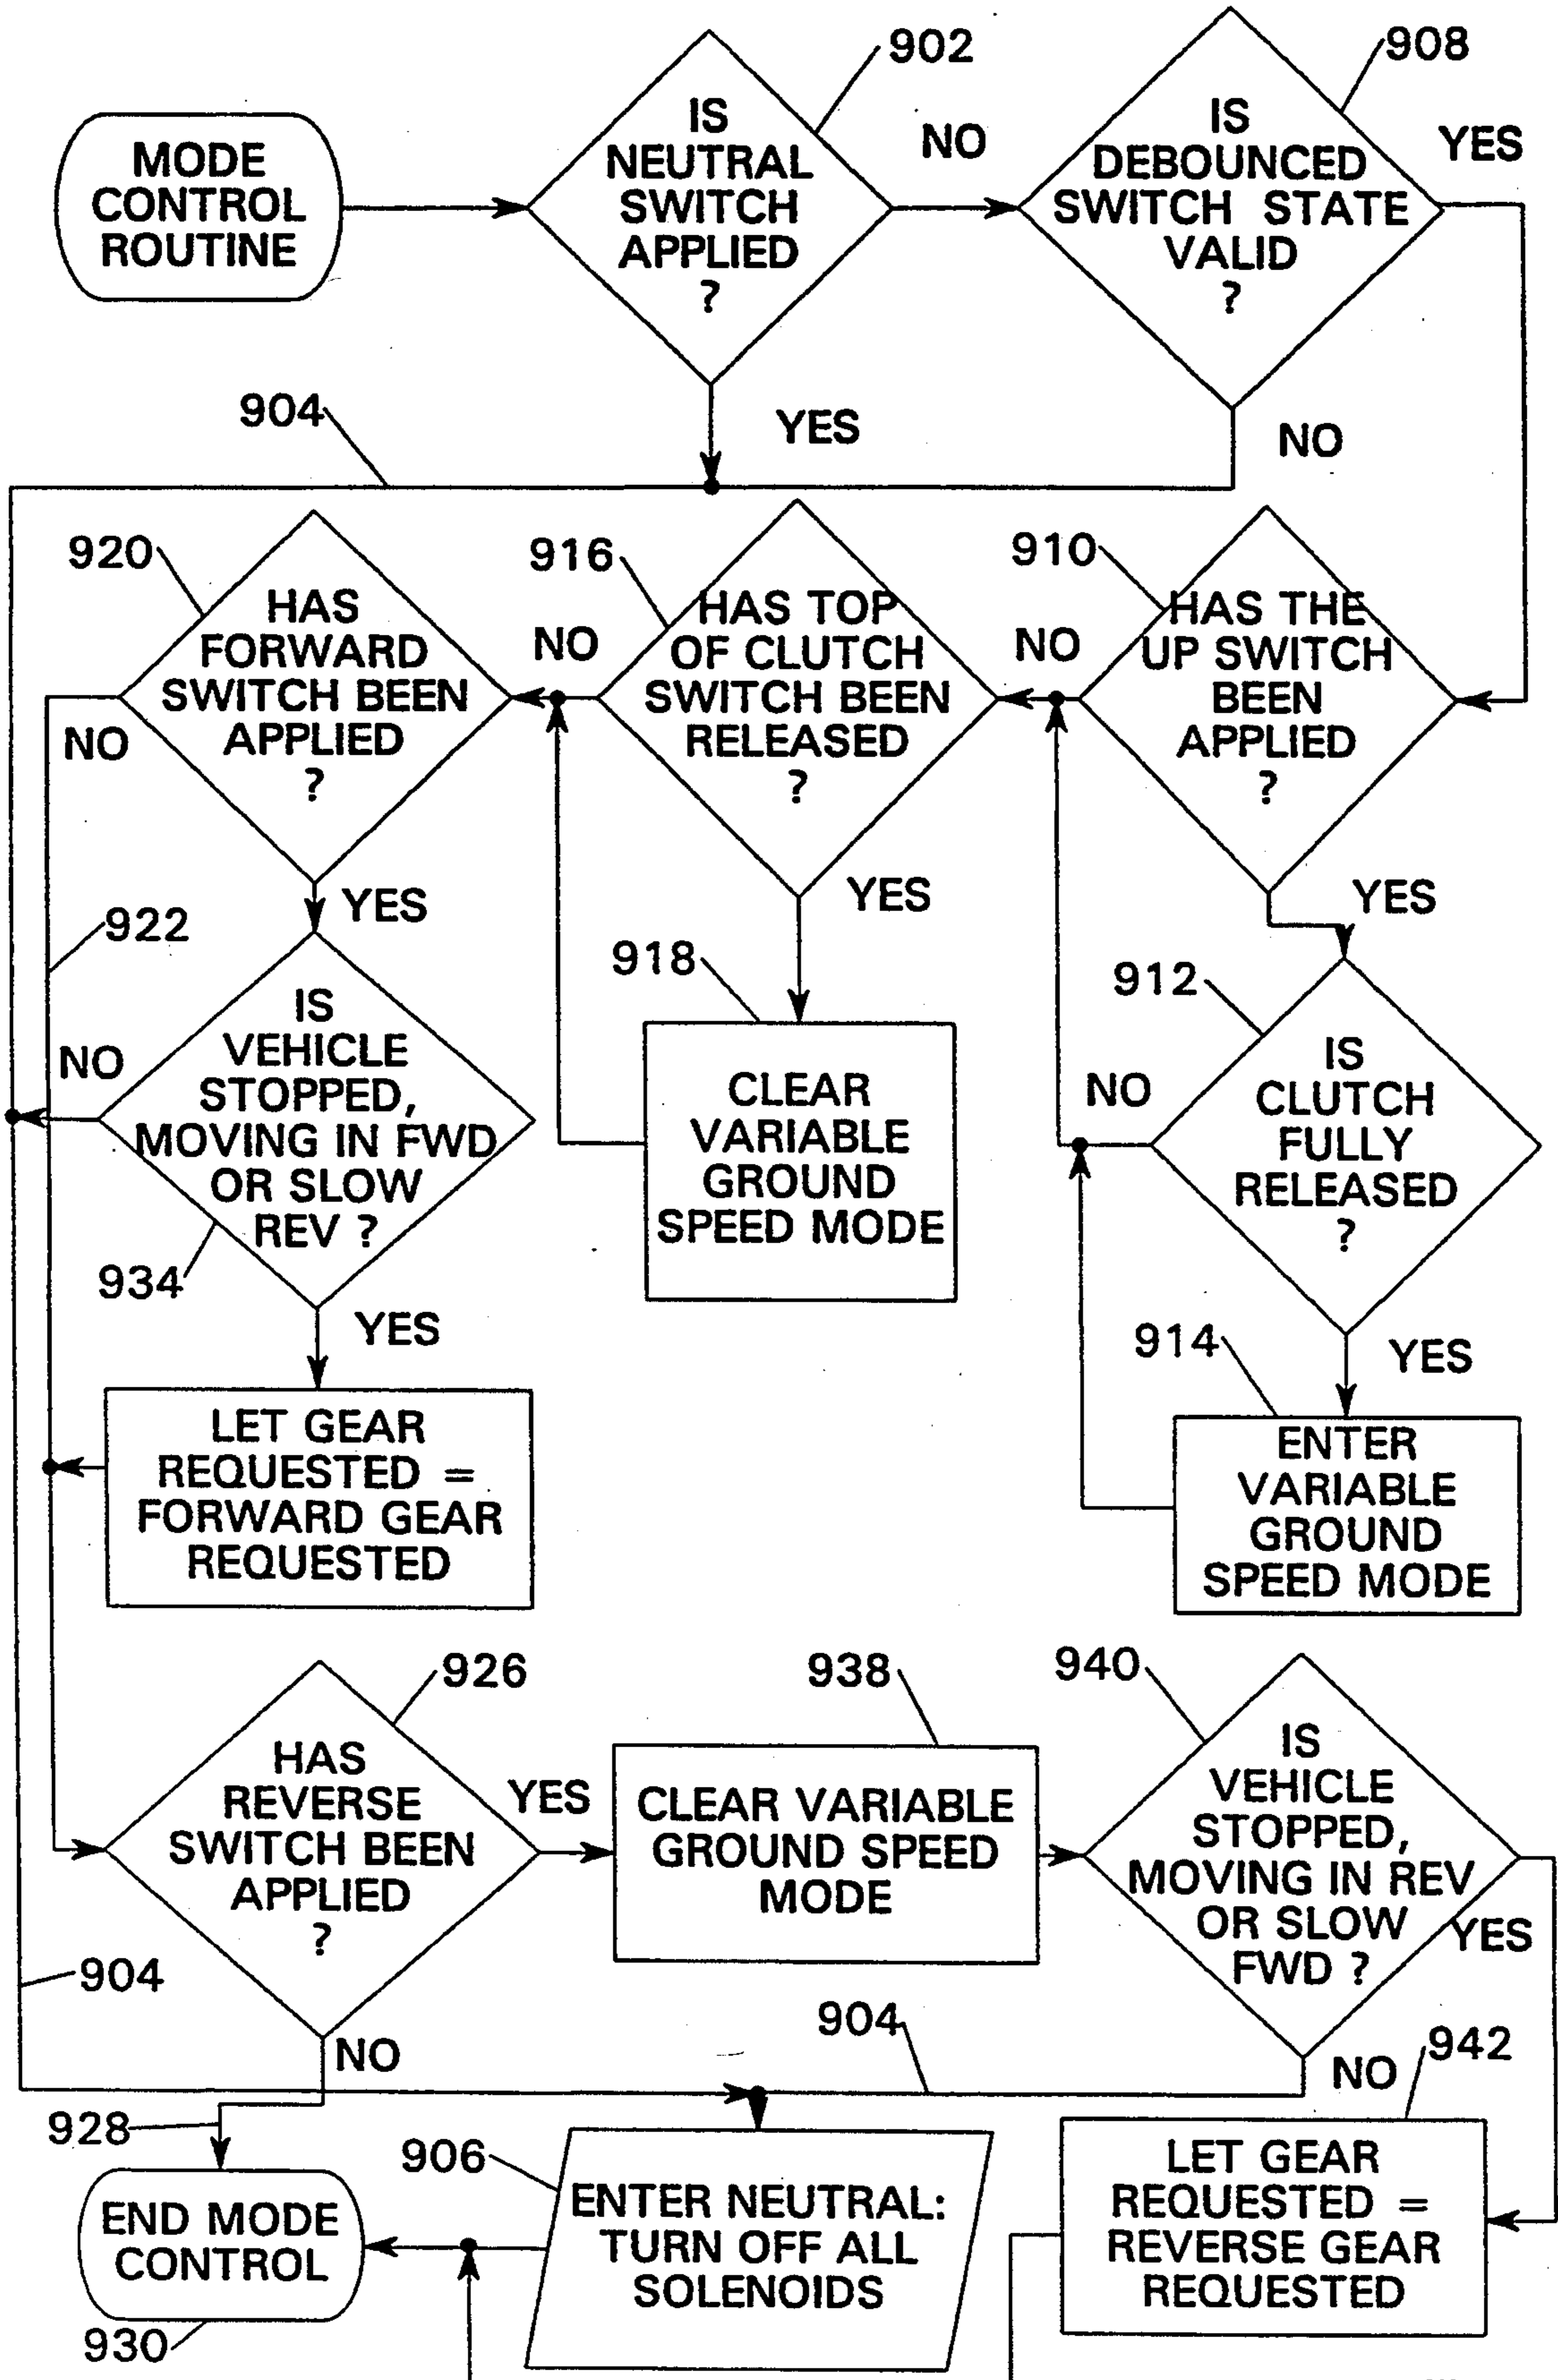 MODE
CONTROL
ROUTINE
902
IS
NEUTRAL
SWITCH
APPLIED
?
NO
YES
908
IS
DEBOUNCED
SWITCH STATE
VALID
?
YES
NO
904
920
HAS
FORWARD
SWITCH BEEN
APPLIED
?
NO
YES
916
HAS TOP
OF CLUTCH
SWITCH BEEN
RELEASED
?
NO
YES
910
HAS THE
UP SWITCH
BEEN
APPLIED
?
NO
YES
922
IS
VEHICLE
STOPPED,
MOVING IN FWD
OR SLOW
REV ?
NO
934
YES
918
CLEAR
VARIABLE
GROUND
SPEED MODE
912
IS
CLUTCH
FULLY
RELEASED
?
NO
YES
914
ENTER
VARIABLE
GROUND
SPEED MODE
LET GEAR
REQUESTED =
FORWARD GEAR
REQUESTED
926
HAS
REVERSE
SWITCH BEEN
APPLIED
?
YES
NO
938
CLEAR VARIABLE
GROUND SPEED
MODE
940
IS
VEHICLE
STOPPED,
MOVING IN REV
OR SLOW
FWD ?
YES
NO
904
904
928
END MODE
CONTROL
930
906
ENTER NEUTRAL:
TURN OFF ALL
SOLENOIDS
942
LET GEAR
REQUESTED =
REVERSE GEAR
REQUESTED